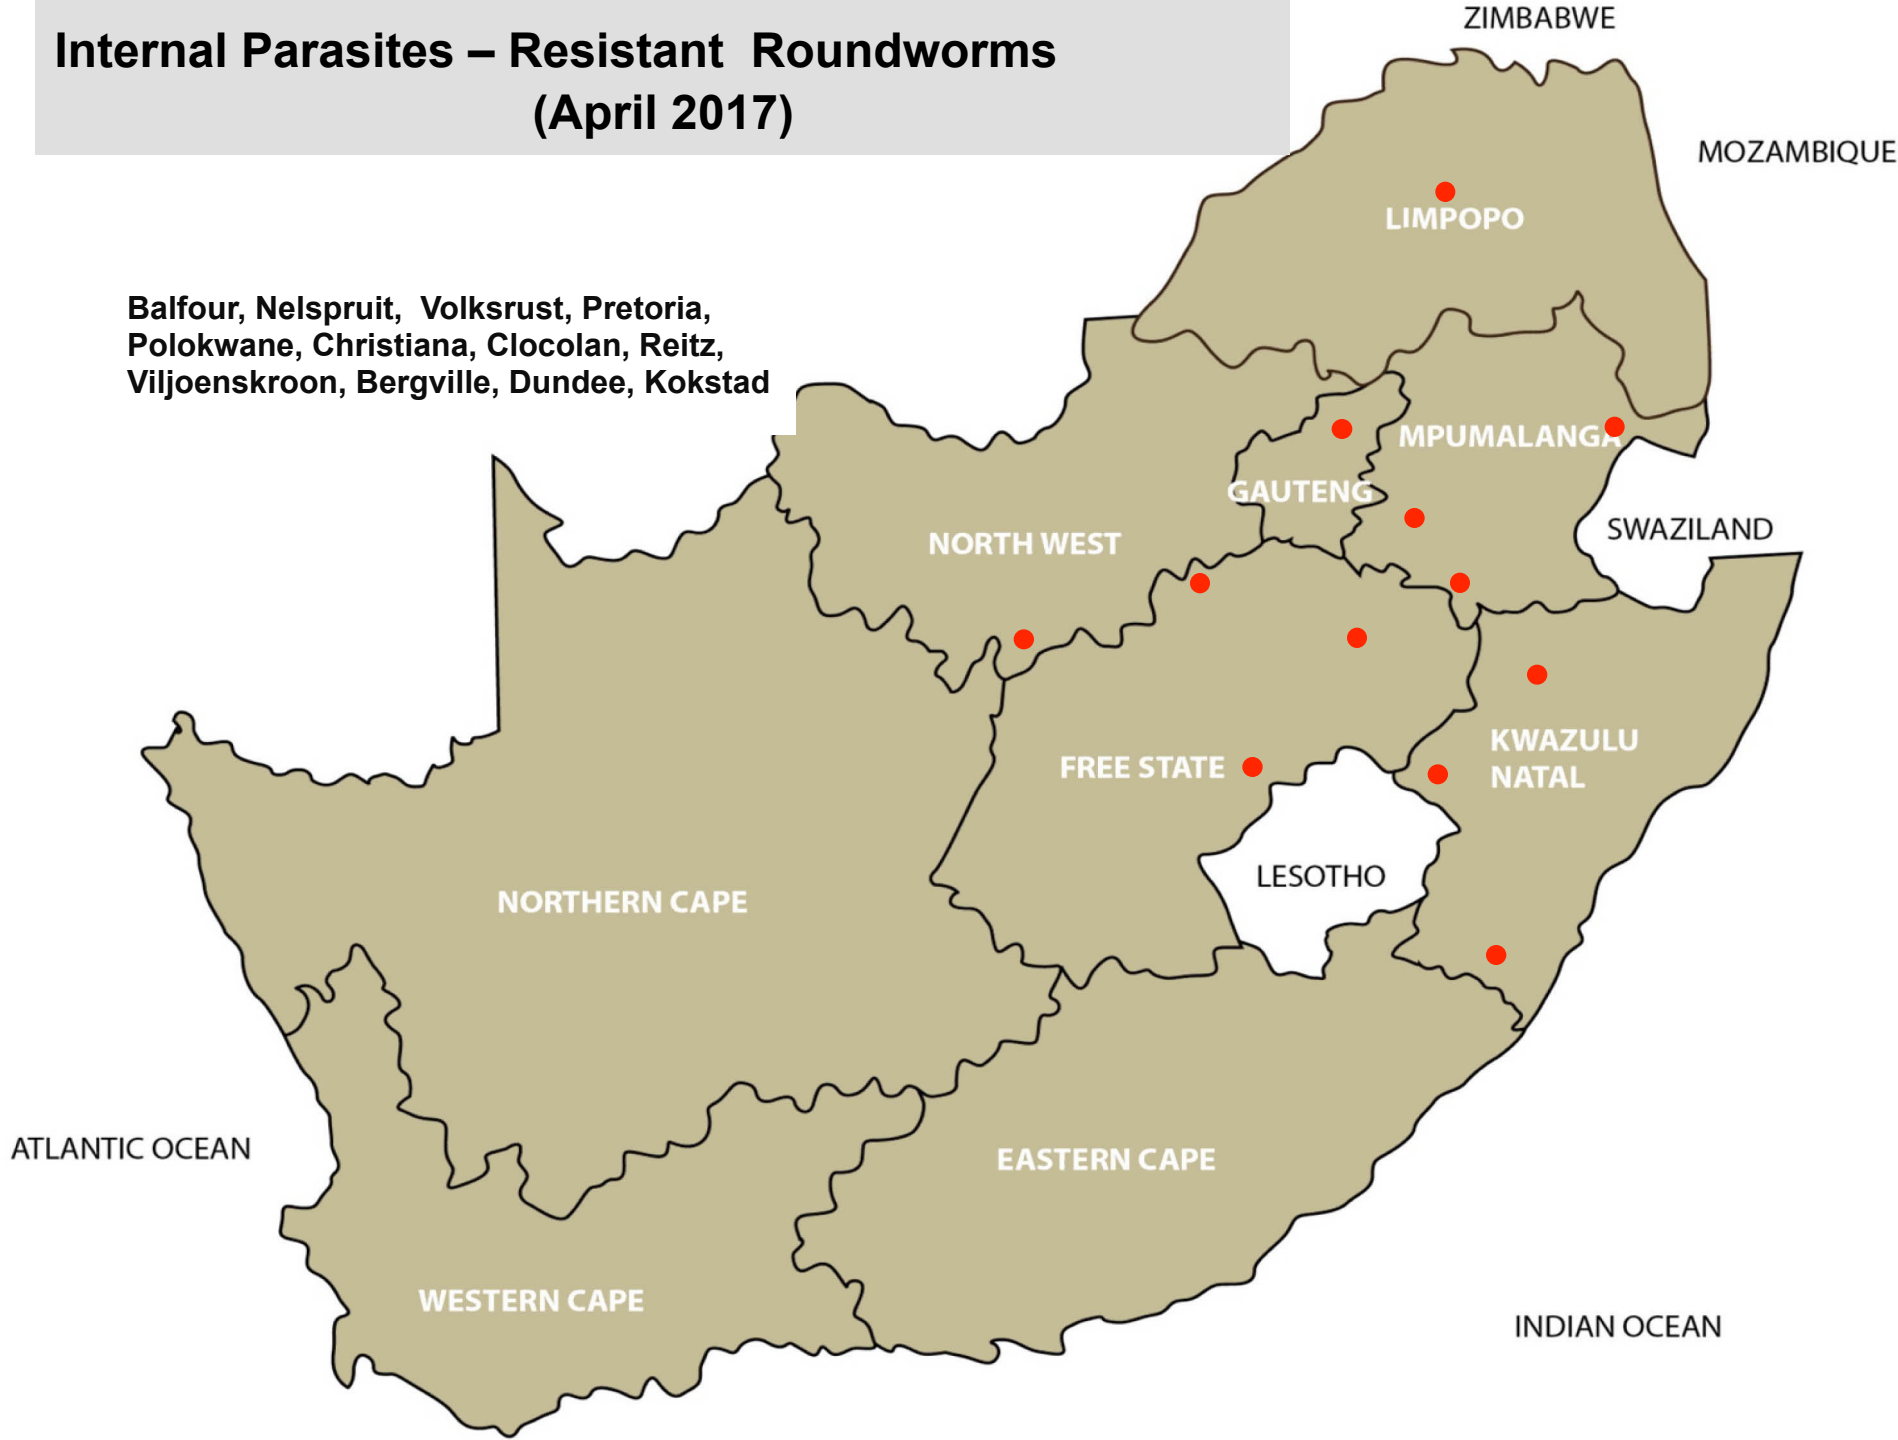 Internal Parasites – Resistant Roundworms
(April 2017)
ZIMBABWE
MOZAMBIQUE
LIMPOPO
Balfour, Nelspruit, Volksrust, Pretoria,
Polokwane, Christiana, Clocolan, Reitz,
Viljoenskroon, Bergville, Dundee, Kokstad
MPUMALANGA
GAUTENG
NORTH WEST
SWAZILAND
KWAZULU
NATAL
FREE STATE
LESOTHO
NORTHERN CAPE
ATLANTIC OCEAN
EASTERN CAPE
WESTERN CAPE
INDIAN OCEAN